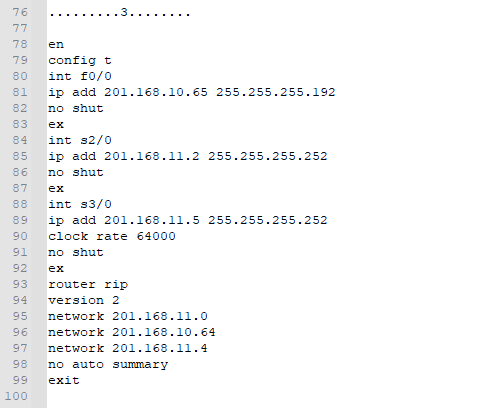 76 .........3........
77
78 en
79 config t
80 int f0/0
81 ip add 201.168.10.65 255.255.255.192
82 no shut
83 ex
84 int s2/0
85 ip add 201.168.11.2 255.255.255.252
86 no shut
87 ex
88 int s3/0
89 ip add 201.168.11.5 255.255.255.252
90 clock rate 64000
91 no shut
92 ex
93 router rip
94 version 2
95 network 201.168.11.0
96 network 201.168.10.64
97 network 201.168.11.4
98 no auto summary
99 exit
100